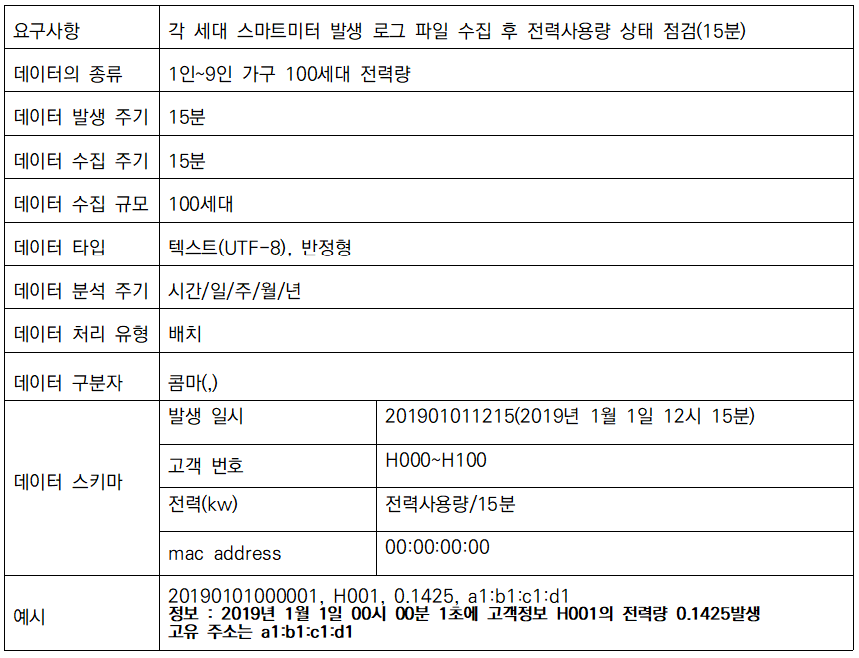 요구사항 각 세대 스마트미터 발생 로그 파일 수집 후 전력사용량 상태 점검(15분)
데이터의 종류 1인~9인 가구 100세대 전력량
데이터 발생 주기 15분
데이터 수집 주기 15분
데이터 수집 규모 100세대
데이터 타입 텍스트(UTF-8), 반정형
데이터 분석 주기 시간/일/주/월/년
데이터 처리 유형 배치
데이터 구분자 콤마(,)
데이터 스키마
발생 일시 201901011215(2019년 1월 1일 12시 15분)
고객 번호 H000~H100
전력(kw) 전력사용량/15분
mac address 00:00:00:00
예시
20190101000001, H001, 0.1425, a1:b1:c1:d1
정보 : 2019년 1월 1일 00시 00분 1초에 고객정보 H001의 전력량 0.1425발생
고유 주소는 a1:b1:c1:d1